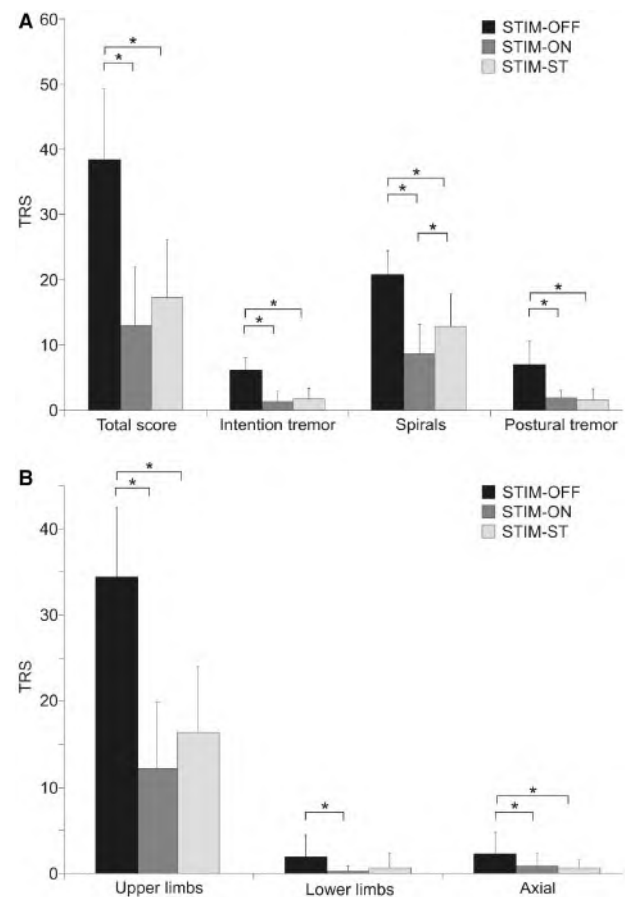 A
60
STIM-OFF
STIM-ON
STIM-ST
50
40
TRS
30
20
10
0
* *
* *
* * *
* *
Total score Intention tremor Spirals Postural tremor
B
STIM-OFF
STIM-ON
STIM-ST
40
30
TRS
20
10
0
* *
*
* *
Upper limbs Lower limbs Axial